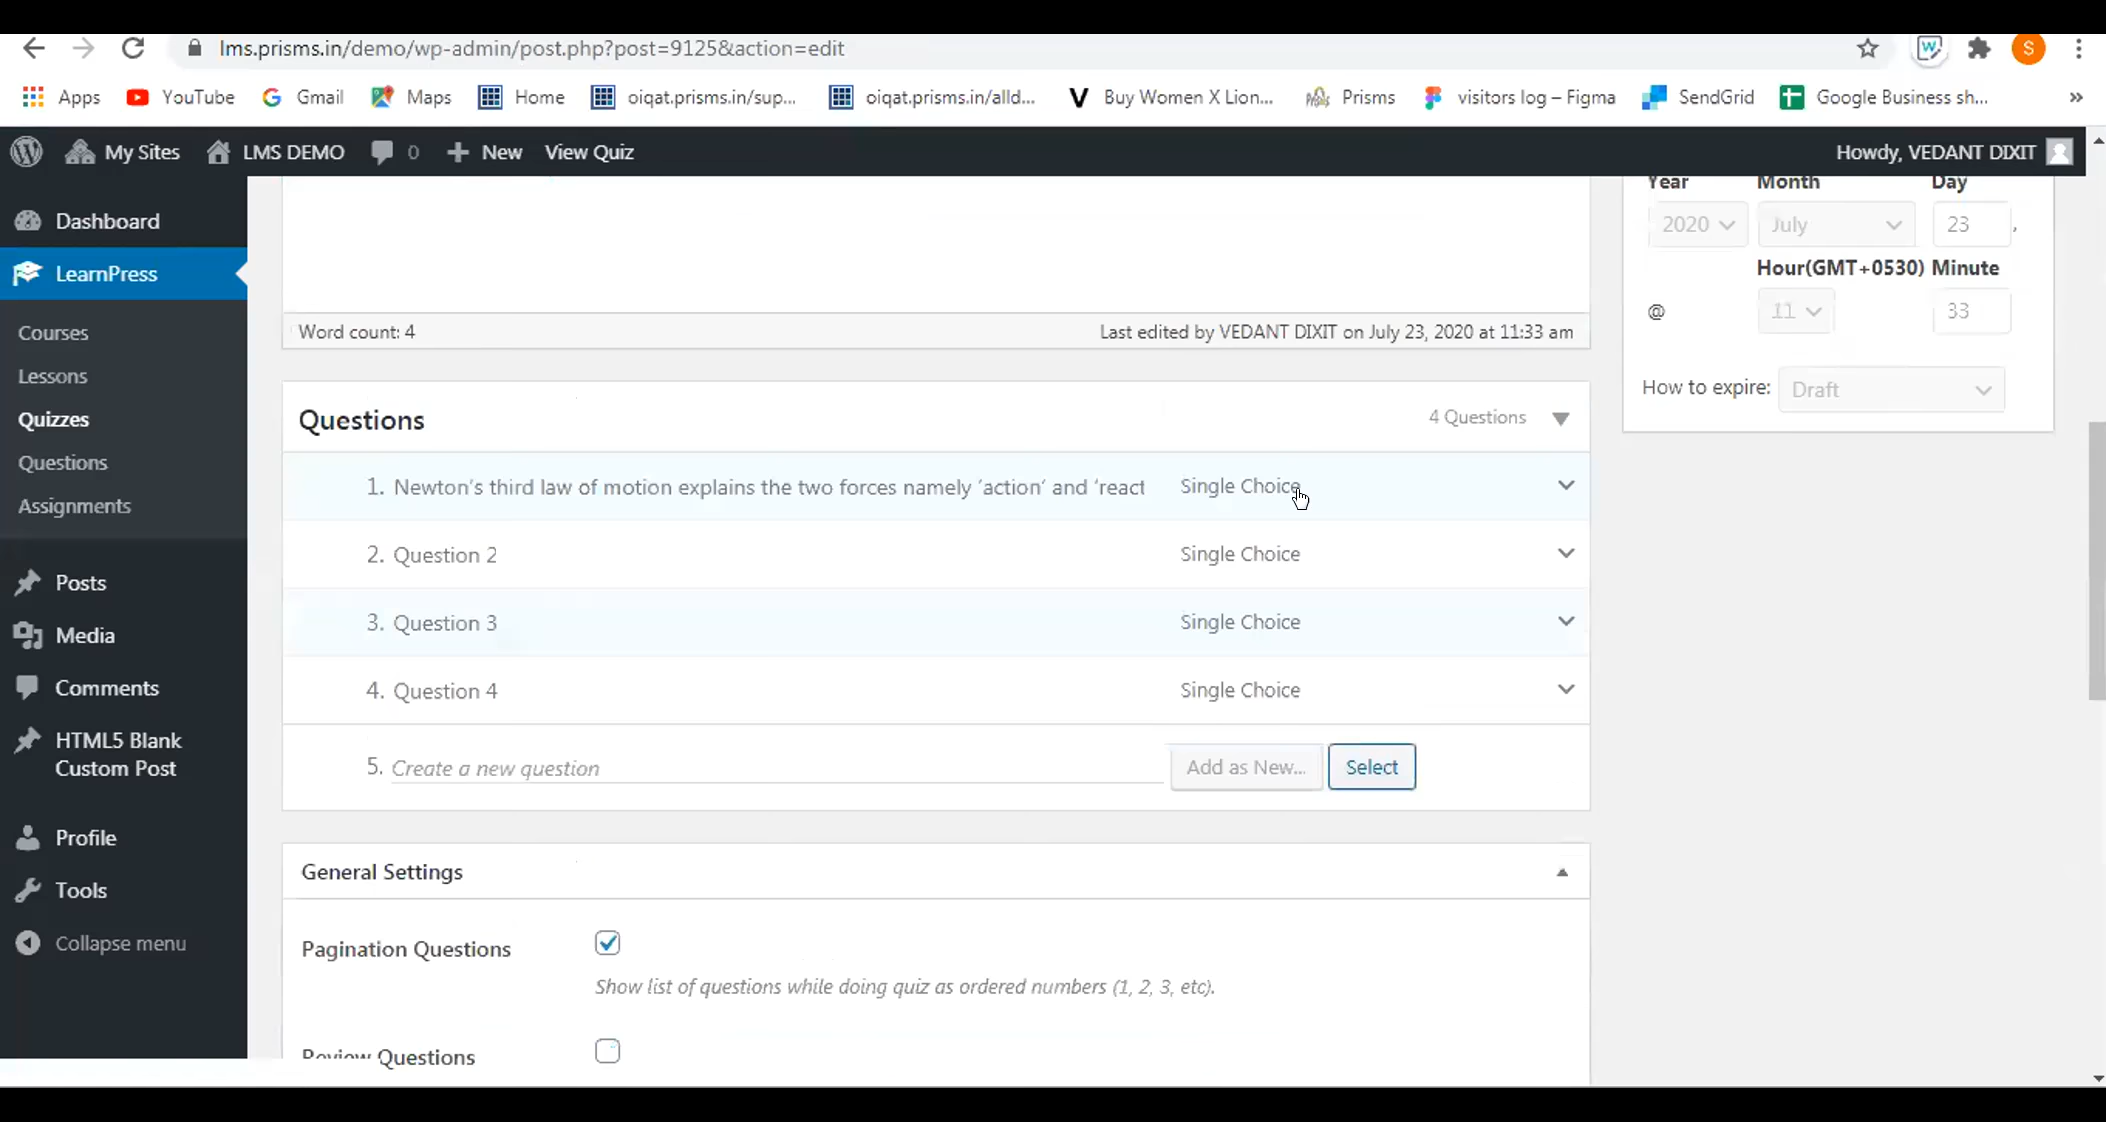 lms.prisms.in/demo/wp-admin/post.php?post=9125&action=edit
S
Apps YouTube Gmail Maps Home oiqat.prisms.in/sup... oiqat.prisms.in/alld... Buy Women X Lion... Prisms visitors log – Figma SendGrid Google Business sh... »
My Sites LMS DEMO 0 + New View Quiz Howdy, VEDANT DIXIT
Dashboard
LearnPress
Courses
Lessons
Quizzes
Questions
Assignments
Posts
Media
Comments
HTML5 Blank
Custom Post
Profile
Tools
Collapse menu
Word count: 4 Last edited by VEDANT DIXIT on July 23, 2020 at 11:33 am
Questions 4 Questions
1. Newton's third law of motion explains the two forces namely ‘action’ and ‘react Single Choice
2. Question 2 Single Choice
3. Question 3 Single Choice
4. Question 4 Single Choice
5. Create a new question Add as New... Select
General Settings
Pagination Questions
Show list of questions while doing quiz as ordered numbers (1, 2, 3, etc).
Review Questions
Year Month Day
2020 July 23 ,
Hour(GMT+0530) Minute
@ 11 33
How to expire: Draft